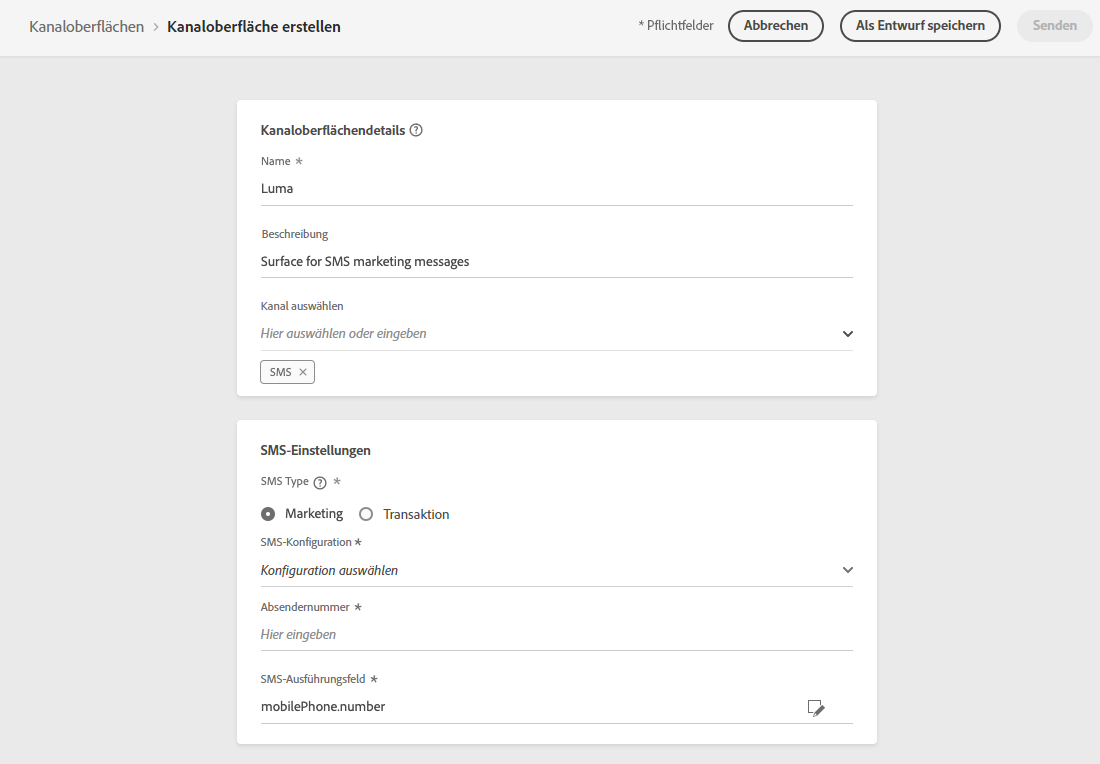 Kanaloberflächen > Kanaloberfläche erstellen * Pflichtfelder Abbrechen Als Entwurf speichern Senden
Kanaloberflächendetails ?
Name *
Luma
Beschreibung
Surface for SMS marketing messages
Kanal auswählen
Hier auswählen oder eingeben
SMS ×
SMS-Einstellungen
SMS Type ? *
Marketing Transaktion
SMS-Konfiguration *
Konfiguration auswählen
Absendernummer *
Hier eingeben
SMS-Ausführungsfeld *
mobilePhone.number